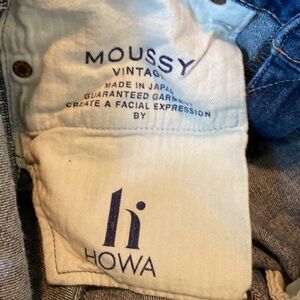 MOUSSY
VINTAGE
MADE IN JAPAN
GUARANTEED GARMENT
CREATE A FACIAL EXPRESSION
BY
h
HOWA